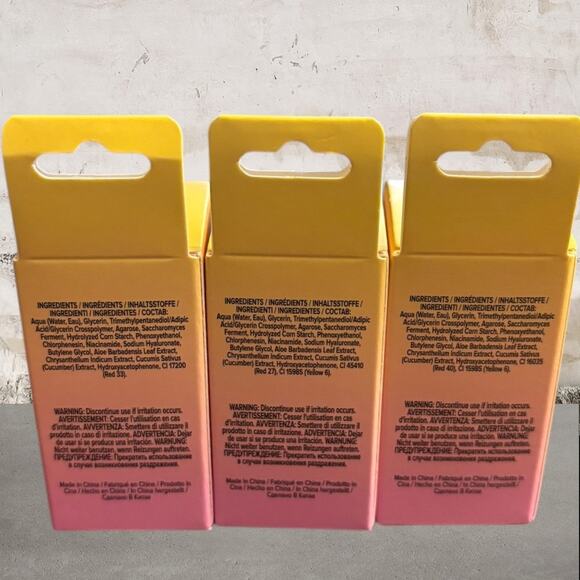 INGREDIENTS / INGRÉDIENTS / INHALTSSTOFFE /
INGREDIENTI / INGREDIENTES / СОСТАВ:
Aqua (Water, Eau), Glycerin, Trimethylpentanediol/Adipic
Acid/Glycerin Crosspolymer, Agarose, Saccharomyces
Ferment, Hydrolyzed Corn Starch, Phenoxyethanol,
Chlorphenesin, Niacinamide, Sodium Hyaluronate,
Butylene Glycol, Aloe Barbadensis Leaf Extract,
Chrysanthellum Indicum Extract, Cucumis Sativus
(Cucumber) Extract, Hydroxyacetophenone, CI 17200
(Red 33).
WARNING: Discontinue use if irritation occurs.
AVERTISSEMENT: Cesser l'utilisation en cas
d'irritation. AVVERTENZA: Smettere di utilizzare il
prodotto in caso di irritazione. ADVERTENCIA: Dejar
de usar si se produce una irritación. WARNUNG:
Nicht weiter benutzen, wenn Reizungen auftreten.
ПРЕДУПРЕЖДЕНИЕ: Прекратить использование
в случае возникновения раздражения.
Made in China / Fabriqué en Chine / Prodotto in
Cina / Hecho en China / In China hergestellt /
Сделано В Китае
INGREDIENTS / INGRÉDIENTS / INHALTSSTOFFE /
INGREDIENTI / INGREDIENTES / СОСТАВ:
Aqua (Water, Eau), Glycerin, Trimethylpentanediol/Adipic
Acid/Glycerin Crosspolymer, Agarose, Saccharomyces
Ferment, Hydrolyzed Corn Starch, Phenoxyethanol,
Chlorphenesin, Niacinamide, Sodium Hyaluronate,
Butylene Glycol, Aloe Barbadensis Leaf Extract,
Chrysanthellum Indicum Extract, Cucumis Sativus
(Cucumber) Extract, Hydroxyacetophenone, CI 45410
(Red 27), CI 15985 (Yellow 6).
WARNING: Discontinue use if irritation occurs.
AVERTISSEMENT: Cesser l'utilisation en cas
d'irritation. AVVERTENZA: Smettere di utilizzare il
prodotto in caso di irritazione. ADVERTENCIA: Dejar
de usar si se produce una irritación. WARNUNG:
Nicht weiter benutzen, wenn Reizungen auftreten.
ПРЕДУПРЕЖДЕНИЕ: Прекратить использование
в случае возникновения раздражения.
Made in China / Fabriqué en Chine / Prodotto in
Cina / Hecho en China / In China hergestellt /
Сделано В Китае
INGREDIENTS / INGRÉDIENTS / INHALTSSTOFFE /
INGREDIENTI / INGREDIENTES / СОСТАВ:
Aqua (Water, Eau), Glycerin, Trimethylpentanediol/Adipic
Acid/Glycerin Crosspolymer, Agarose, Saccharomyces
Ferment, Hydrolyzed Corn Starch, Phenoxyethanol,
Chlorphenesin, Niacinamide, Sodium Hyaluronate,
Butylene Glycol, Aloe Barbadensis Leaf Extract,
Chrysanthellum Indicum Extract, Cucumis Sativus
(Cucumber) Extract, Hydroxyacetophenone, CI 16035
(Red 40), CI 15985 (Yellow 6).
WARNING: Discontinue use if irritation occurs.
AVERTISSEMENT: Cesser l'utilisation en cas
d'irritation. AVVERTENZA: Smettere di utilizzare il
prodotto in caso di irritazione. ADVERTENCIA: Dejar
de usar si se produce una irritación. WARNUNG:
Nicht weiter benutzen, wenn Reizungen auftreten.
ПРЕДУПРЕЖДЕНИЕ: Прекратить использование
в случае возникновения раздражения.
Made in China / Fabriqué en Chine / Prodotto in
Cina / Hecho en China / In China hergestellt /
Сделано В Китае